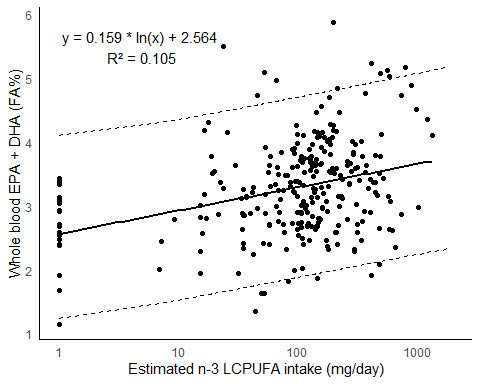 6
y = 0.159 * ln(x) + 2.564
R² = 0.105
5
4
3
2
1
Whole blood EPA + DHA (FA%)
1 10 100 1000
Estimated n-3 LCPUFA intake (mg/day)